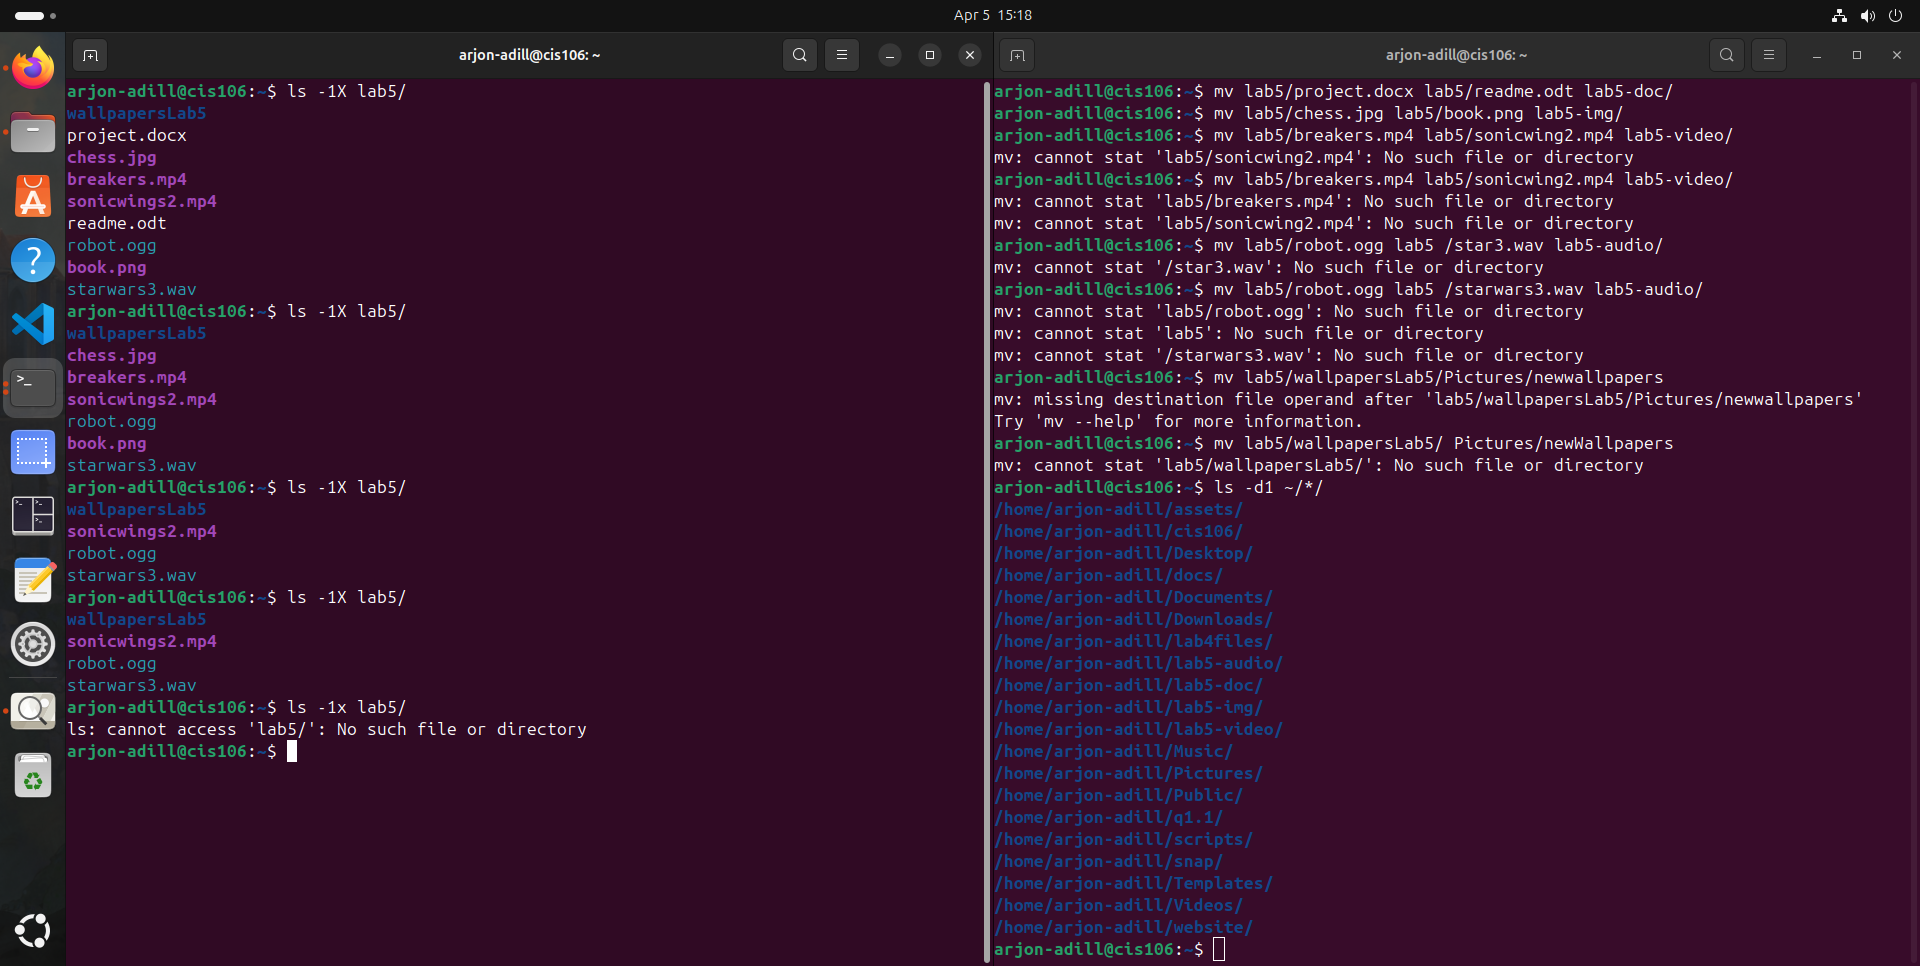 Apr 5 15:18
arjon-adill@cis106: ~
arjon-adill@cis106:~$ ls -1X lab5/
wallpapersLab5
project.docx
chess.jpg
breakers.mp4
sonicwings2.mp4
readme.odt
robot.ogg
book.png
starwars3.wav
arjon-adill@cis106:~$ ls -1X lab5/
wallpapersLab5
chess.jpg
breakers.mp4
sonicwings2.mp4
robot.ogg
book.png
starwars3.wav
arjon-adill@cis106:~$ ls -1X lab5/
wallpapersLab5
sonicwings2.mp4
robot.ogg
starwars3.wav
arjon-adill@cis106:~$ ls -1X lab5/
wallpapersLab5
sonicwings2.mp4
robot.ogg
starwars3.wav
arjon-adill@cis106:~$ ls -1x lab5/
ls: cannot access 'lab5/': No such file or directory
arjon-adill@cis106:~$
arjon-adill@cis106: ~
arjon-adill@cis106:~$ mv lab5/project.docx lab5/readme.odt lab5-doc/
arjon-adill@cis106:~$ mv lab5/chess.jpg lab5/book.png lab5-img/
arjon-adill@cis106:~$ mv lab5/breakers.mp4 lab5/sonicwing2.mp4 lab5-video/
mv: cannot stat 'lab5/sonicwing2.mp4': No such file or directory
arjon-adill@cis106:~$ mv lab5/breakers.mp4 lab5/sonicwing2.mp4 lab5-video/
mv: cannot stat 'lab5/breakers.mp4': No such file or directory
mv: cannot stat 'lab5/sonicwing2.mp4': No such file or directory
arjon-adill@cis106:~$ mv lab5/robot.ogg lab5 /star3.wav lab5-audio/
mv: cannot stat '/star3.wav': No such file or directory
arjon-adill@cis106:~$ mv lab5/robot.ogg lab5 /starwars3.wav lab5-audio/
mv: cannot stat 'lab5/robot.ogg': No such file or directory
mv: cannot stat 'lab5': No such file or directory
mv: cannot stat '/starwars3.wav': No such file or directory
arjon-adill@cis106:~$ mv lab5/wallpapersLab5/Pictures/newwallpapers
mv: missing destination file operand after 'lab5/wallpapersLab5/Pictures/newwallpapers'
Try 'mv --help' for more information.
arjon-adill@cis106:~$ mv lab5/wallpapersLab5/ Pictures/newWallpapers
mv: cannot stat 'lab5/wallpapersLab5/': No such file or directory
arjon-adill@cis106:~$ ls -d1 ~/*/
/home/arjon-adill/assets/
/home/arjon-adill/cis106/
/home/arjon-adill/Desktop/
/home/arjon-adill/docs/
/home/arjon-adill/Documents/
/home/arjon-adill/Downloads/
/home/arjon-adill/lab4files/
/home/arjon-adill/lab5-audio/
/home/arjon-adill/lab5-doc/
/home/arjon-adill/lab5-img/
/home/arjon-adill/lab5-video/
/home/arjon-adill/Music/
/home/arjon-adill/Pictures/
/home/arjon-adill/Public/
/home/arjon-adill/q1.1/
/home/arjon-adill/scripts/
/home/arjon-adill/snap/
/home/arjon-adill/Templates/
/home/arjon-adill/Videos/
/home/arjon-adill/website/
arjon-adill@cis106:~$